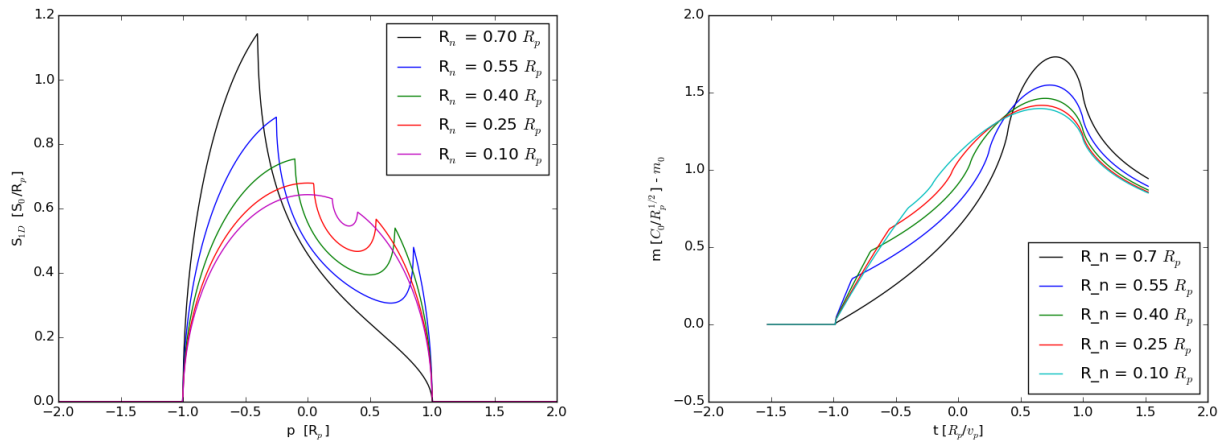 1.2
1.0
0.8
0.6
0.4
0.2
0.0
S₁D [S₀/Rₚ]
−2.0 −1.5 −1.0 −0.5 0.0 0.5 1.0 1.5 2.0
p [Rₚ]
Rₙ = 0.70 Rₚ
Rₙ = 0.55 Rₚ
Rₙ = 0.40 Rₚ
Rₙ = 0.25 Rₚ
Rₙ = 0.10 Rₚ
2.0
1.5
1.0
0.5
0.0
−0.5
m [C₀/Rₚ^1/2] - m₀
−2.0 −1.5 −1.0 −0.5 0.0 0.5 1.0 1.5 2.0
t [Rₚ/vₚ]
R_n = 0.7 Rₚ
R_n = 0.55 Rₚ
R_n = 0.40 Rₚ
R_n = 0.25 Rₚ
R_n = 0.10 Rₚ